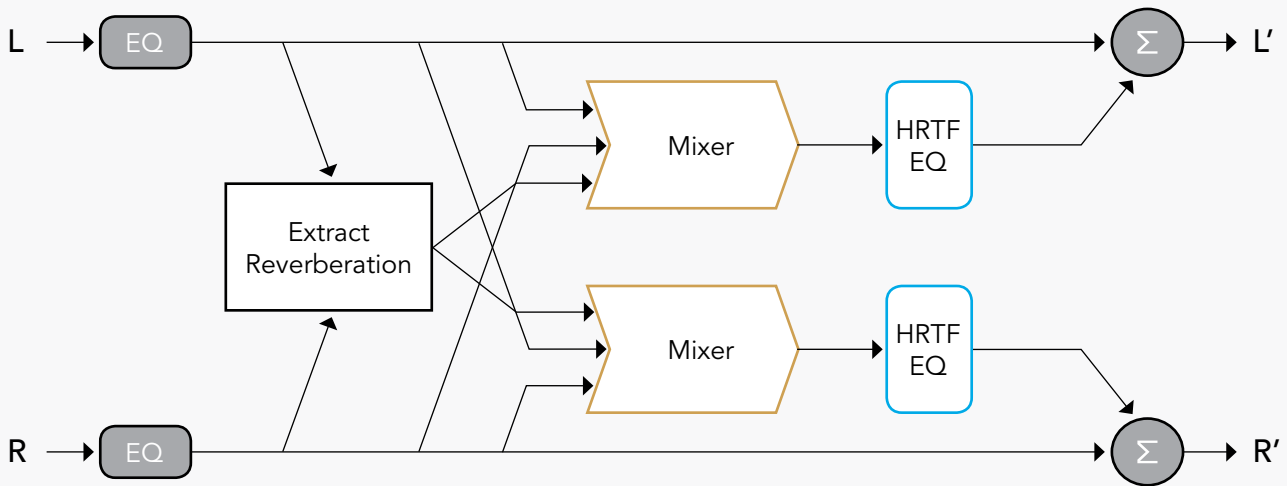 L
EQ
Σ
L′
Mixer
HRTF
EQ
Extract
Reverberation
Mixer
HRTF
EQ
R
EQ
Σ
R′